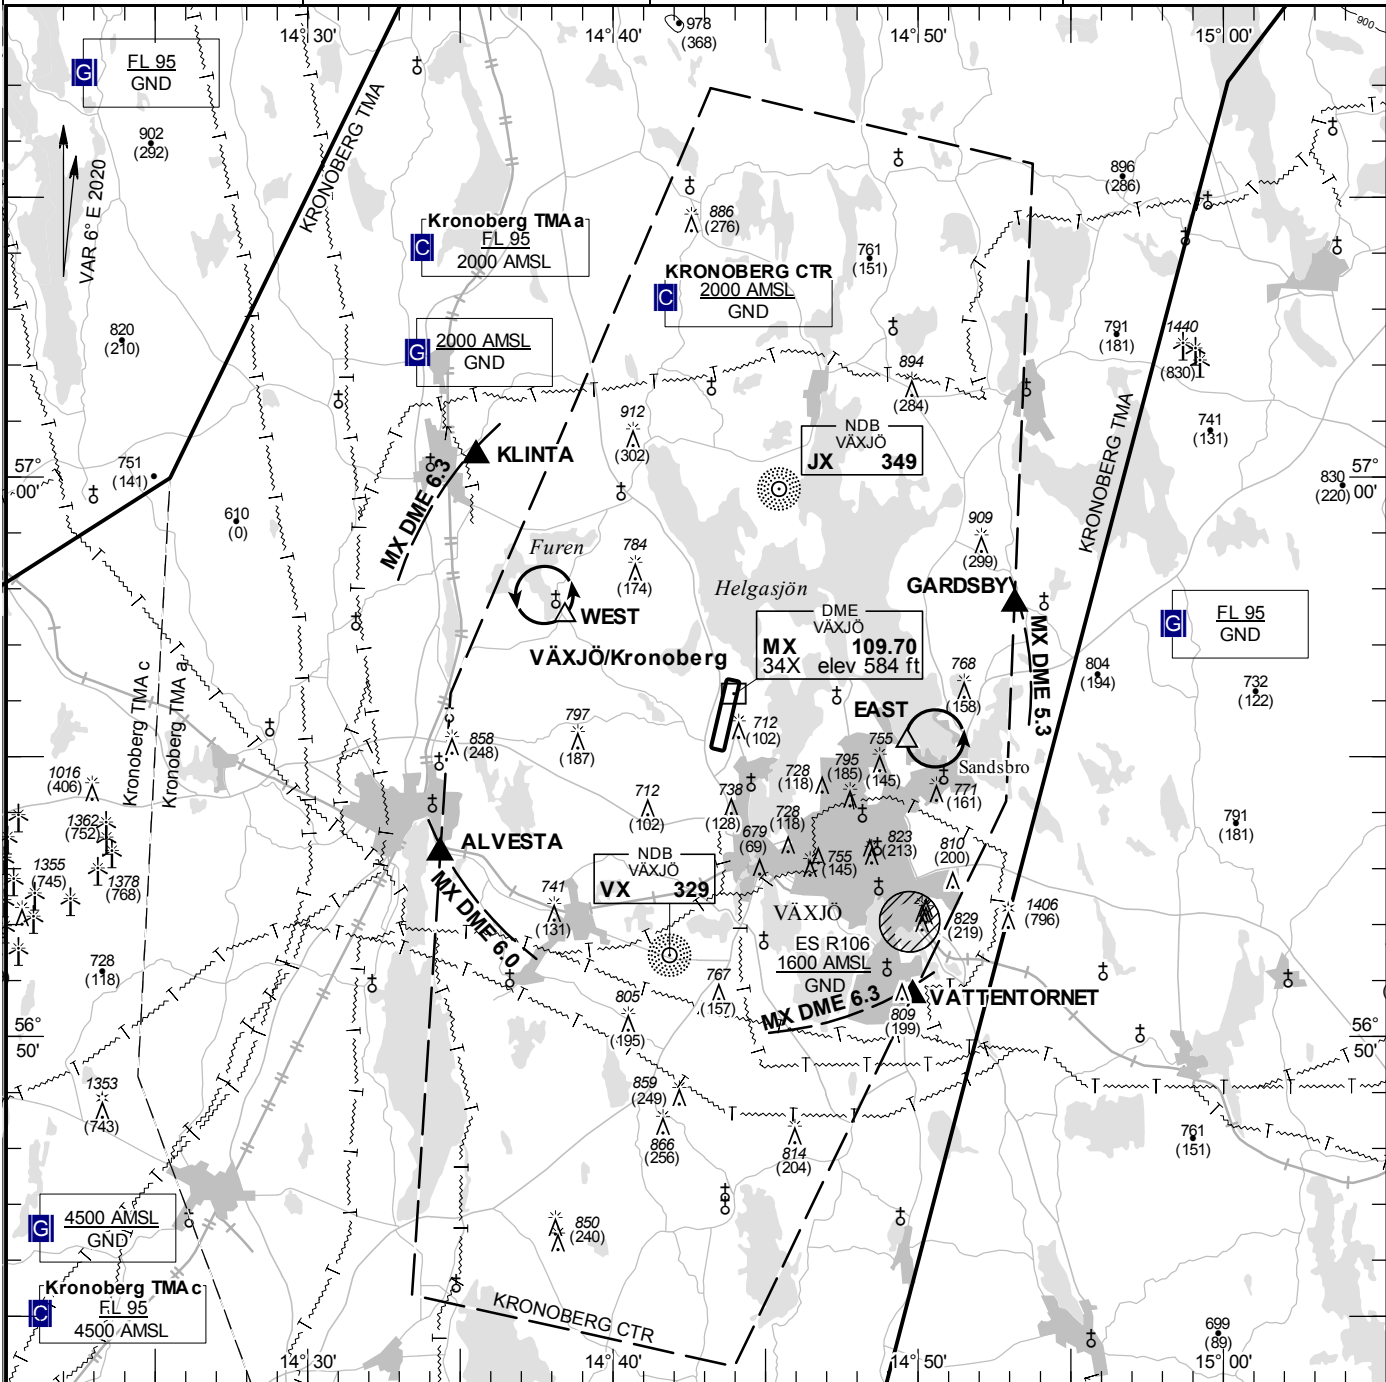 14° 30'
14° 40'
14° 50'
15° 00'
978
(368)
900
G
FL 95
GND
902
(292)
VAR 6° E 2020
KRONOBERG TMA
896
(286)
Kronoberg TMA a
C
FL 95
2000 AMSL
886
(276)
761
(151)
KRONOBERG CTR
C
2000 AMSL
GND
820
(210)
G
2000 AMSL
GND
791
(181)
1440
(830)
894
(284)
KRONOBERG TMA
741
(131)
912
(302)
NDB
VÄXJÖ
JX 349
KLINTA
MX DME 6.3
57°
00'
751
(141)
57°
00'
830
(220)
610
(0)
909
(299)
Furen
784
(174)
Helgasjön
GARDSBY
WEST
DME
VÄXJÖ
MX 109.70
34X elev 584 ft
G
FL 95
GND
VÄXJÖ/Kronoberg
MX DME 5.3
768
(158)
804
(194)
732
(122)
Kronoberg TMA c
Kronoberg TMA a
EAST
712
(102)
858
(248)
797
(187)
755
(145)
Sandsbro
795
(185)
728
(118)
771
(161)
1016
(406)
712
(102)
738
(128)
728
(118)
1362
(752)
791
(181)
ALVESTA
679
(69)
823
(213)
810
(200)
755
(145)
1355
(745)
1378
(768)
NDB
VÄXJÖ
VX 329
MX DME 6.0
741
(131)
VÄXJÖ
829
(219)
1406
(796)
ES R106
1600 AMSL
GND
728
(118)
767
(157)
VATTENTORNET
MX DME 6.3
809
(199)
805
(195)
56°
50'
56°
50'
1353
(743)
859
(249)
866
(256)
814
(204)
761
(151)
G
4500 AMSL
GND
850
(240)
Kronoberg TMA c
C
FL 95
4500 AMSL
KRONOBERG CTR
699
(89)
14° 30'
14° 40'
14° 50'
15° 00'